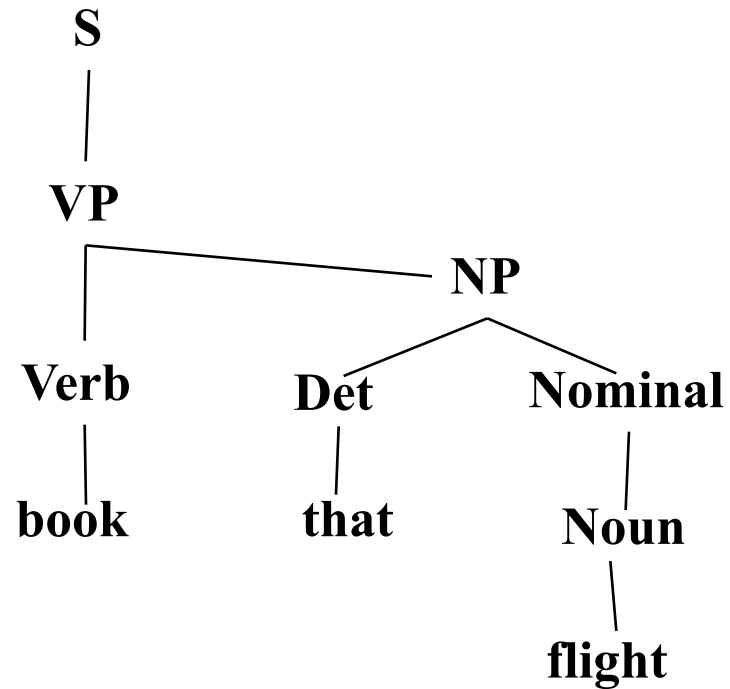 S
VP
NP
Verb Det Nominal
book that Noun
flight